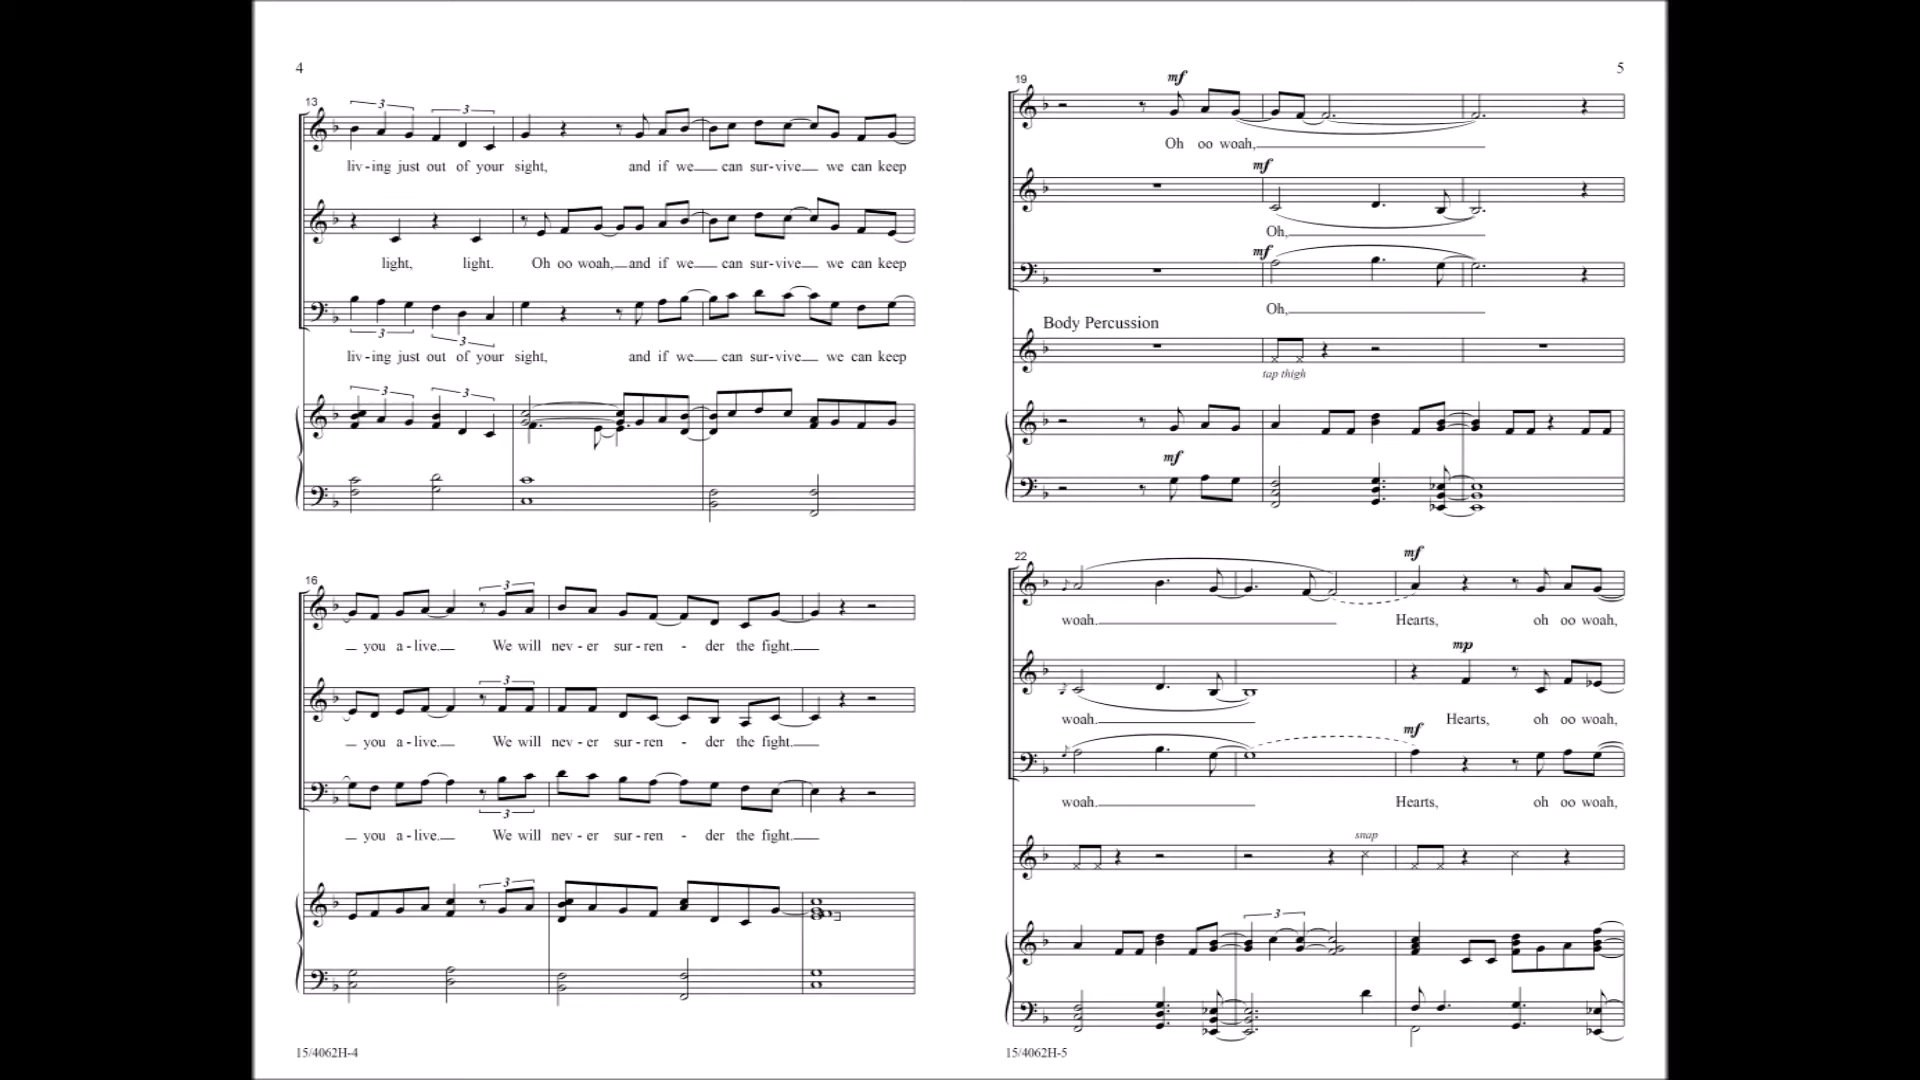 4
13
3 3
liv - ing just out of your sight, and if we can sur - vive we can keep
light, light. Oh oo woah, and if we can sur - vive we can keep
3 3
liv - ing just out of your sight, and if we can sur - vive we can keep
3 3
16
3
you a - live. We will nev - er sur - ren - der the fight.
3
you a - live. We will nev - er sur - ren - der the fight.
3
you a - live. We will nev - er sur - ren - der the fight.
3
15/4062H-4
5
19
mf
Oh oo woah,
mf
Oh,
mf
Oh,
Body Percussion
tap thigh
mf
22
mf
woah. Hearts, oh oo woah,
mp
woah. Hearts, oh oo woah,
mf
woah. Hearts, oh oo woah,
snap
3
15/4062H-5